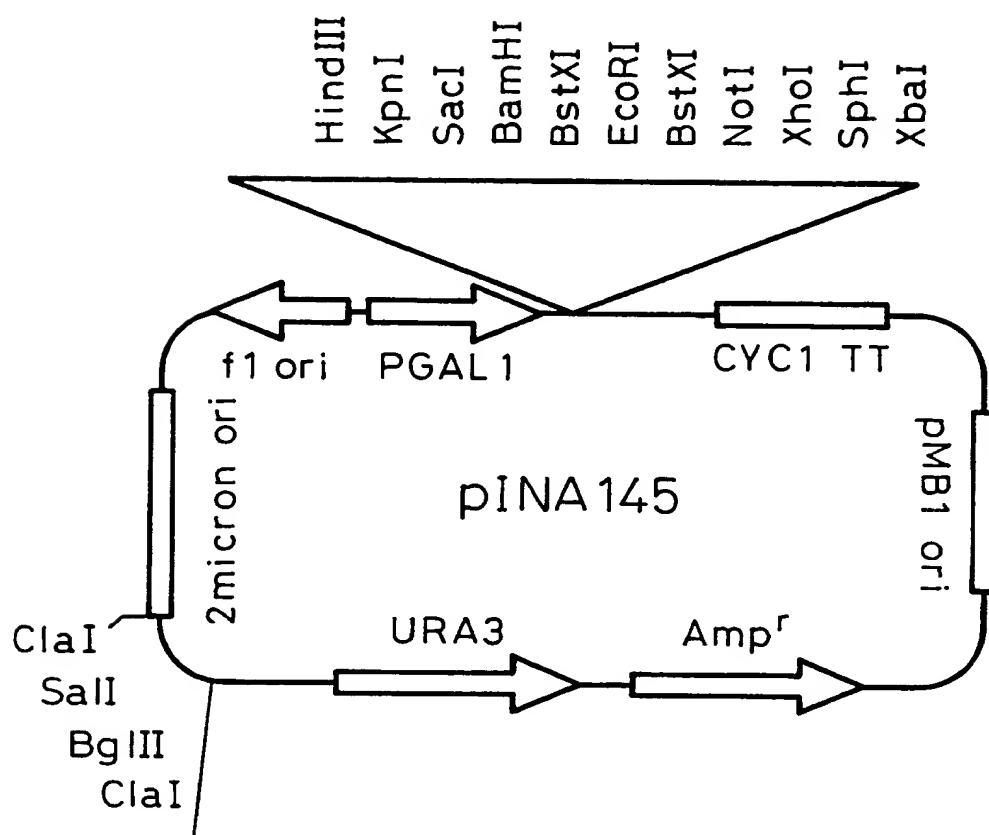 HindIII
KpnI
SacI
BamHI
BstXI
EcoRI
BstXI
NotI
XhoI
SphI
XbaI
f1 ori
PGAL1
CYC1 TT
2micron ori
pINA145
pMB1 ori
URA3
Ampʳ
ClaI
SalI
BglII
ClaI